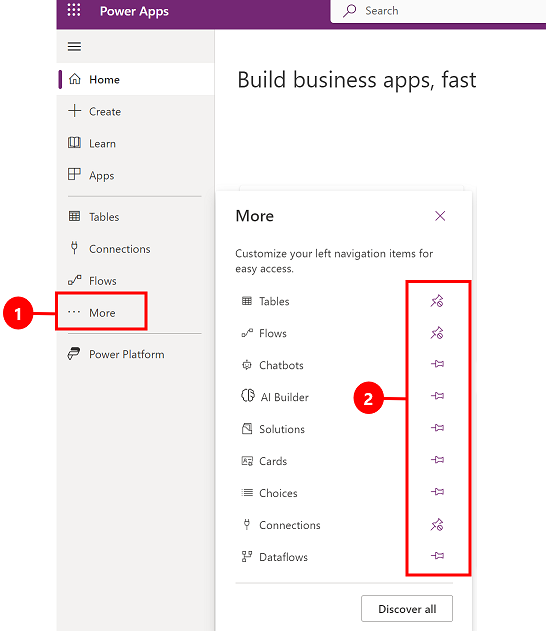 Power Apps
Search
Home
Create
Learn
Apps
Tables
Connections
Flows
More
Power Platform
1
Build business apps, fast
More
Customize your left navigation items for
easy access.
Tables
Flows
Chatbots
AI Builder
Solutions
Cards
Choices
Connections
Dataflows
2
Discover all